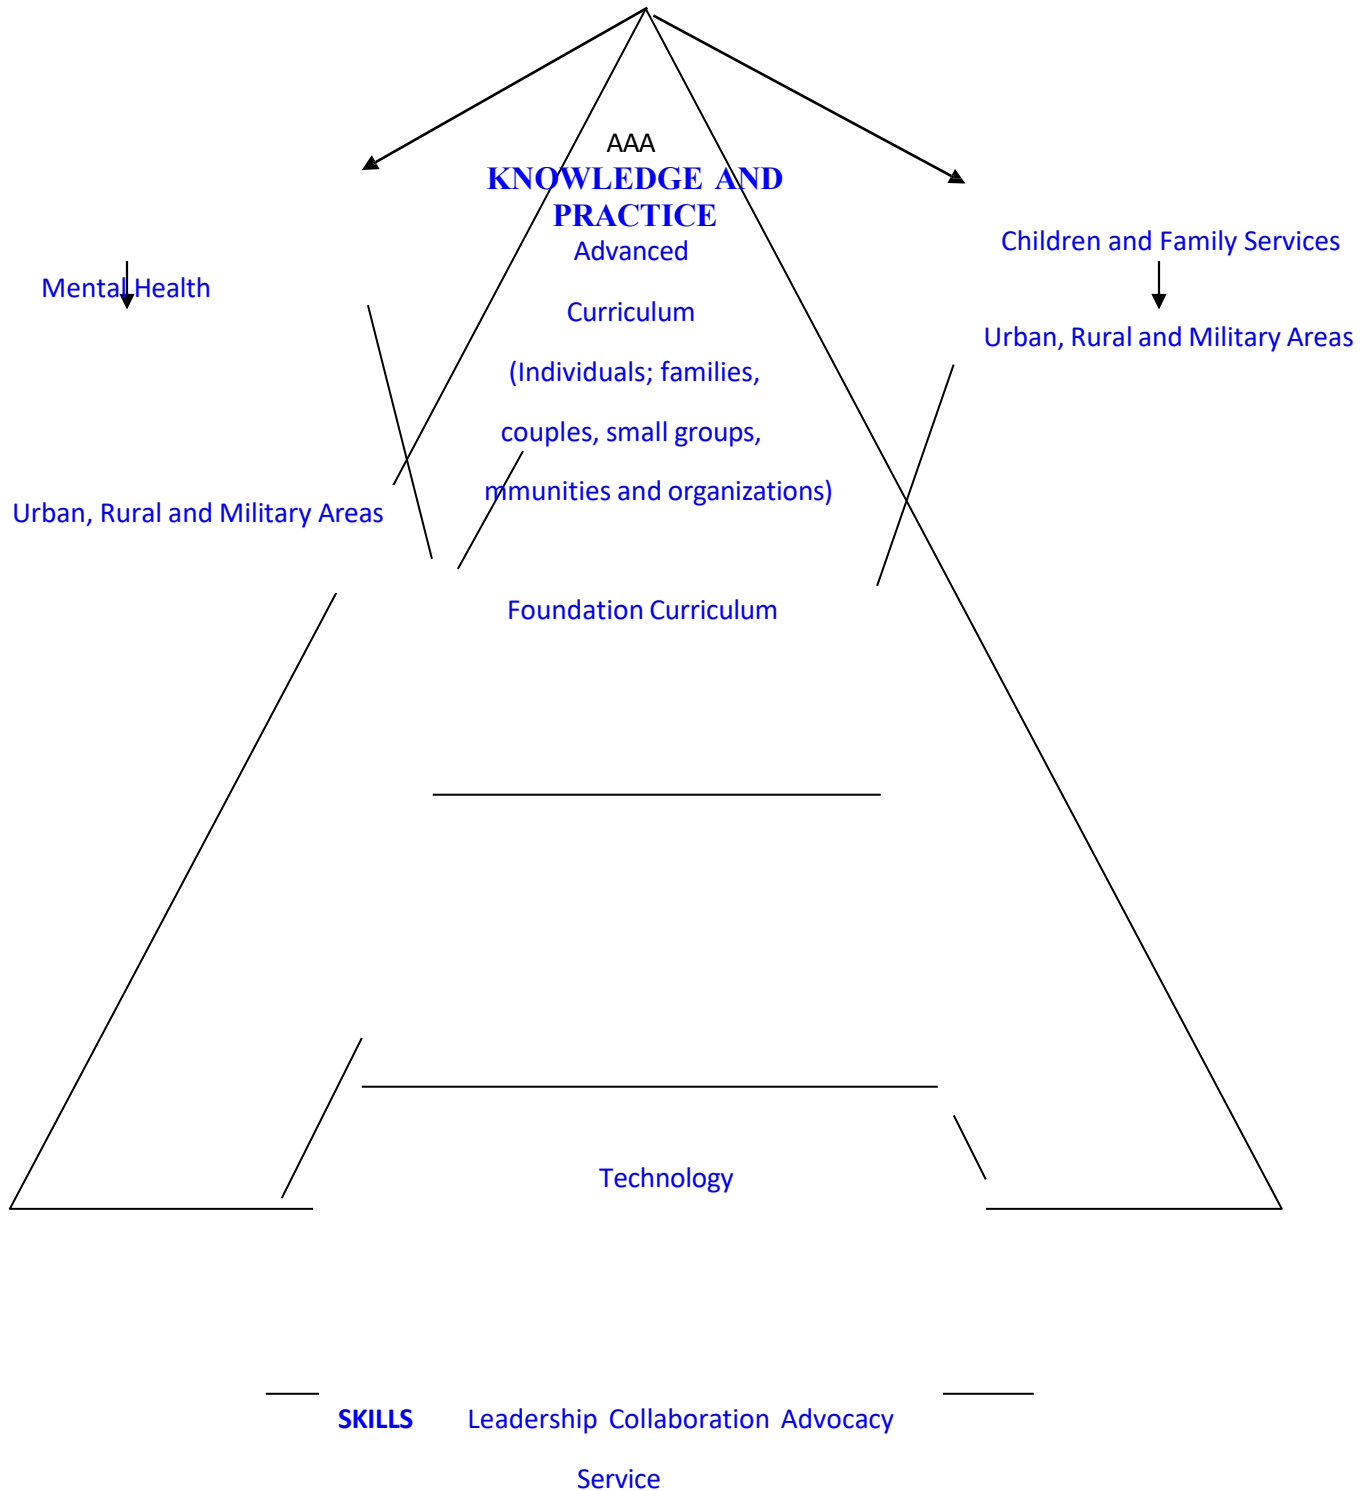 AAA
KNOWLEDGE AND
PRACTICE
Advanced
Children and Family Services
Mental Health
Curriculum
Urban, Rural and Military Areas
(Individuals; families,
couples, small groups,
mmunities and organizations)
Urban, Rural and Military Areas
Foundation Curriculum
Technology
SKILLS Leadership Collaboration Advocacy
Service